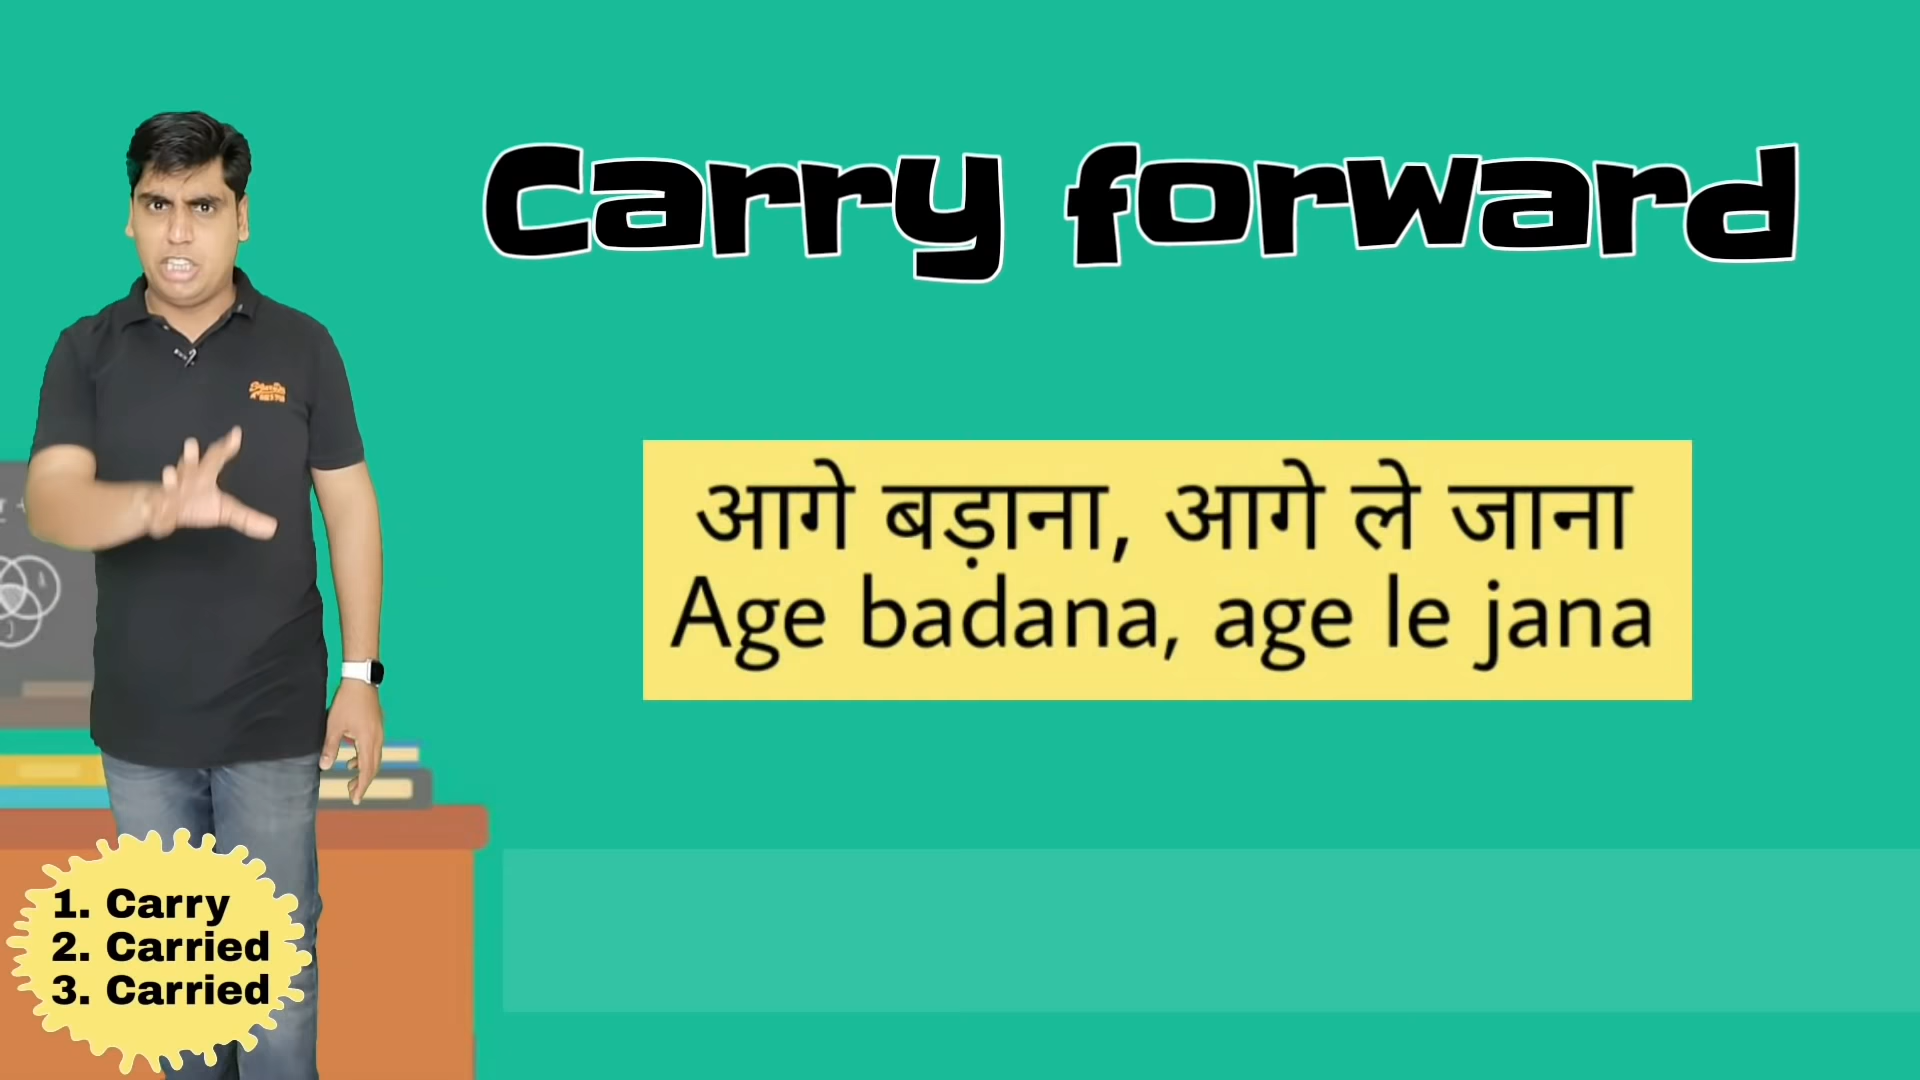 Carry forward
आगे बड़ाना, आगे ले जाना
Age badana, age le jana
1. Carry
2. Carried
3. Carried